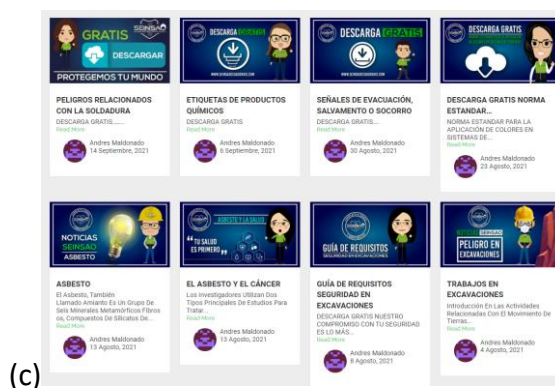 GRATIS
SEINSAO
DESCARGAR
PROTEGEMOS TU MUNDO
PELIGROS RELACIONADOS
CON LA SOLDADURA
DESCARGA GRATIS........
Read More
Andres Maldonado
14 Septiembre, 2021
DESCARGA GRATIS
ETIQUETAS DE PRODUCTOS
QUÍMICOS
DESCARGA GRATIS
Read More
Andres Maldonado
6 Septiembre, 2021
DESCARGA GRATIS
SEÑALES DE EVACUACIÓN,
SALVAMENTO O SOCORRO
DESCARGA GRATIS....
Read More
Andres Maldonado
30 Agosto, 2021
DESCARGA GRATIS
DESCARGA GRATIS NORMA
ESTANDAR...
NORMA ESTANDAR PARA LA
APLICACIÓN DE COLORES EN
SISTEMAS DE...
Read More
Andres Maldonado
23 Agosto, 2021
NOTICIAS
SEINSAO
ASBESTO
ASBESTO
El Asbesto, También
Llamado Amianto Es Un Grupo De
Seis Minerales Metamórficos Fibros
os, Compuestos De Silicatos De...
Read More
Andres Maldonado
13 Agosto, 2021
ASBESTO Y LA SALUD
"TU SALUD
ES PRIMERO
EL ASBESTO Y EL CÁNCER
Los Investigadores Utilizan Dos
Tipos Principales De Estudios Para
Tratar...
Read More
Andres Maldonado
13 Agosto, 2021
GUÍA DE REQUISITOS
SEGURIDAD EN EXCAVACIONES
GUÍA DE REQUISITOS
SEGURIDAD EN
EXCAVACIONES
DESCARGA GRATIS NUESTRO
COMPROMISO CON TU SEGURIDAD
ES LO MÁS...
Read More
Andres Maldonado
6 Agosto, 2021
NOTICIAS SEINSAO
PELIGRO EN
EXCAVACIONES
TRABAJOS EN
EXCAVACIONES
Introducción En Las Actividades
Relacionadas Con El Movimiento De
Tierras...
Read More
Andres Maldonado
4 Agosto, 2021
(c)